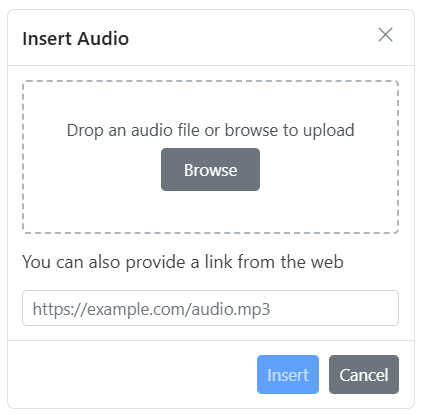 Insert Audio
Drop an audio file or browse to upload
Browse
You can also provide a link from the web
https://example.com/audio.mp3
Insert
Cancel